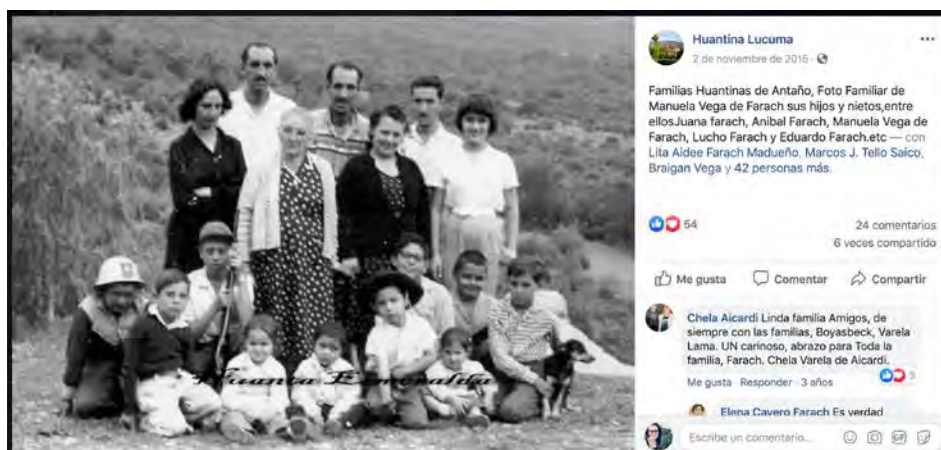 Huanta Esmeralda
Huantina Lucuma
2 de noviembre de 2015
Familias Huantinas de Antaño, Foto Familiar de
Manuela Vega de Farach sus hijos y nietos,entre
ellosJuana farach, Anibal Farach, Manuela Vega de
Farach, Lucho Farach y Eduardo Farach.etc — con
Lita Aidee Farach Madueño, Marcos J. Tello Saico,
Braigan Vega y 42 personas más.
54
24 comentarios
6 veces compartida
Me gusta
Comentar
Compartir
Chela Aicardi Linda familia Amigos, de
siempre con las familias, Boyasbeck, Varela
Lama. UN carinoso, abrazo para Toda la
familia, Farach. Chela Varela de Aicardi.
Me gusta · Responder · 3 años
3
Elena Cavero Farach Es verdad
Escribe un comentario...
GIF